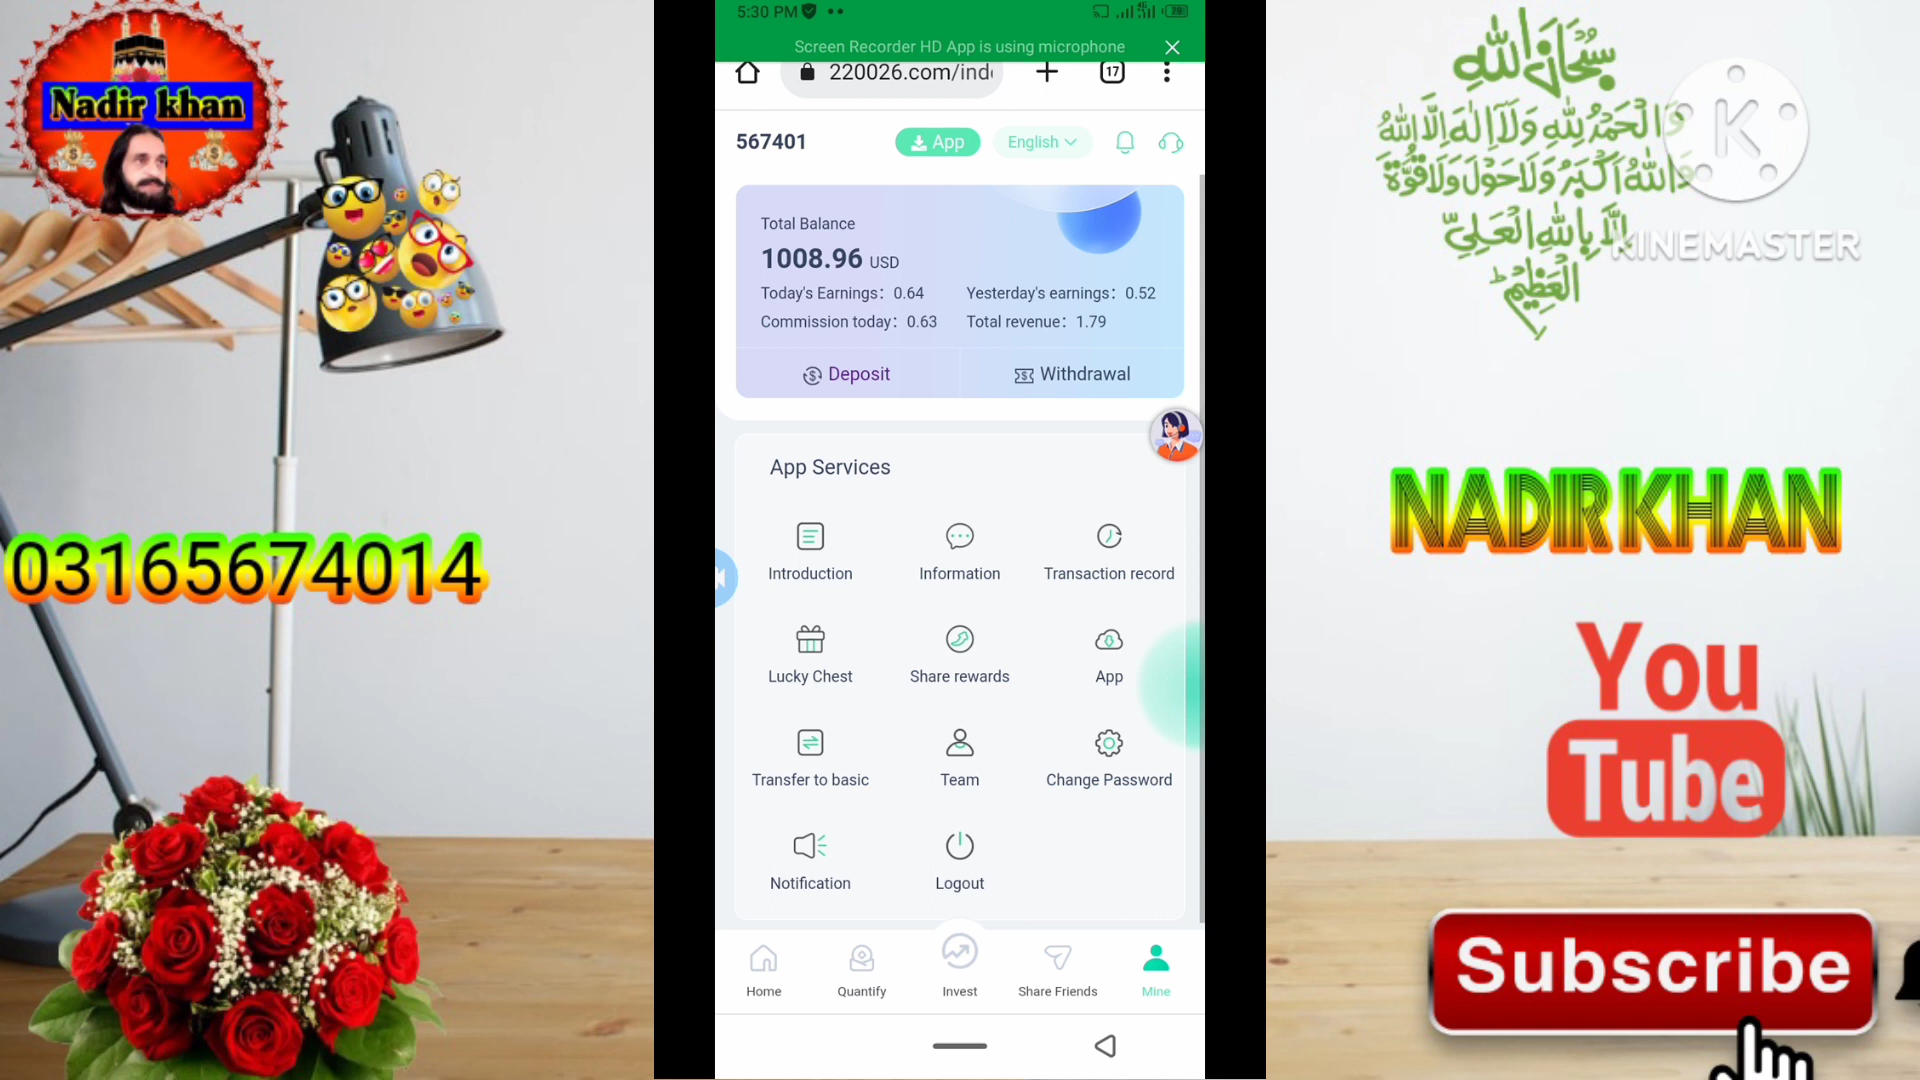 Nadir khan
03165674014
5:30 PM
Screen Recorder HD App is using microphone
220026.com/ind
17
567401
App
English
Total Balance
1008.96 USD
Today's Earnings: 0.64
Yesterday's earnings: 0.52
Commission today: 0.63
Total revenue: 1.79
Deposit
Withdrawal
App Services
Introduction
Information
Transaction record
Lucky Chest
Share rewards
App
Transfer to basic
Team
Change Password
Notification
Logout
Home
Quantify
Invest
Share Friends
Mine
سُبْحَانَ اللهِ
وَالْحَمْدُ لِلّٰهِ وَلَا إِلٰهَ إِلَّا اللهُ
وَاللهُ أَكْبَرُ وَلَا حَوْلَ وَلَا قُوَّةَ
إِلَّا بِاللهِ الْعَلِيِّ
الْعَظِيْمِ
K
KINEMASTER
NADIR KHAN
You
Tube
Subscribe